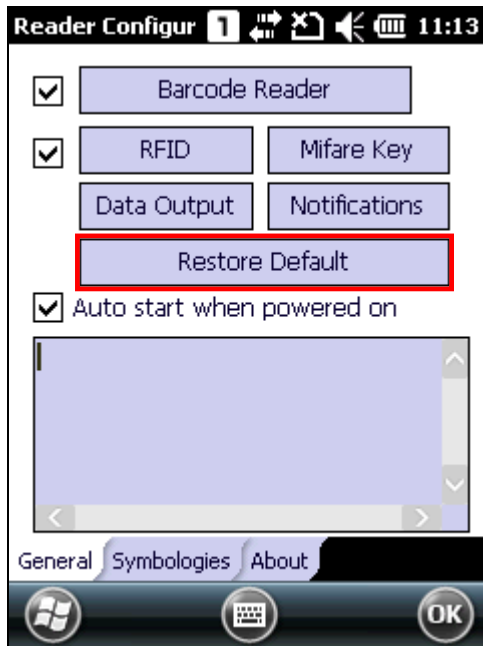 Reader Configur 1 11:13
Barcode Reader
RFID Mifare Key
Data Output Notifications
Restore Default
Auto start when powered on
General Symbologies About
OK